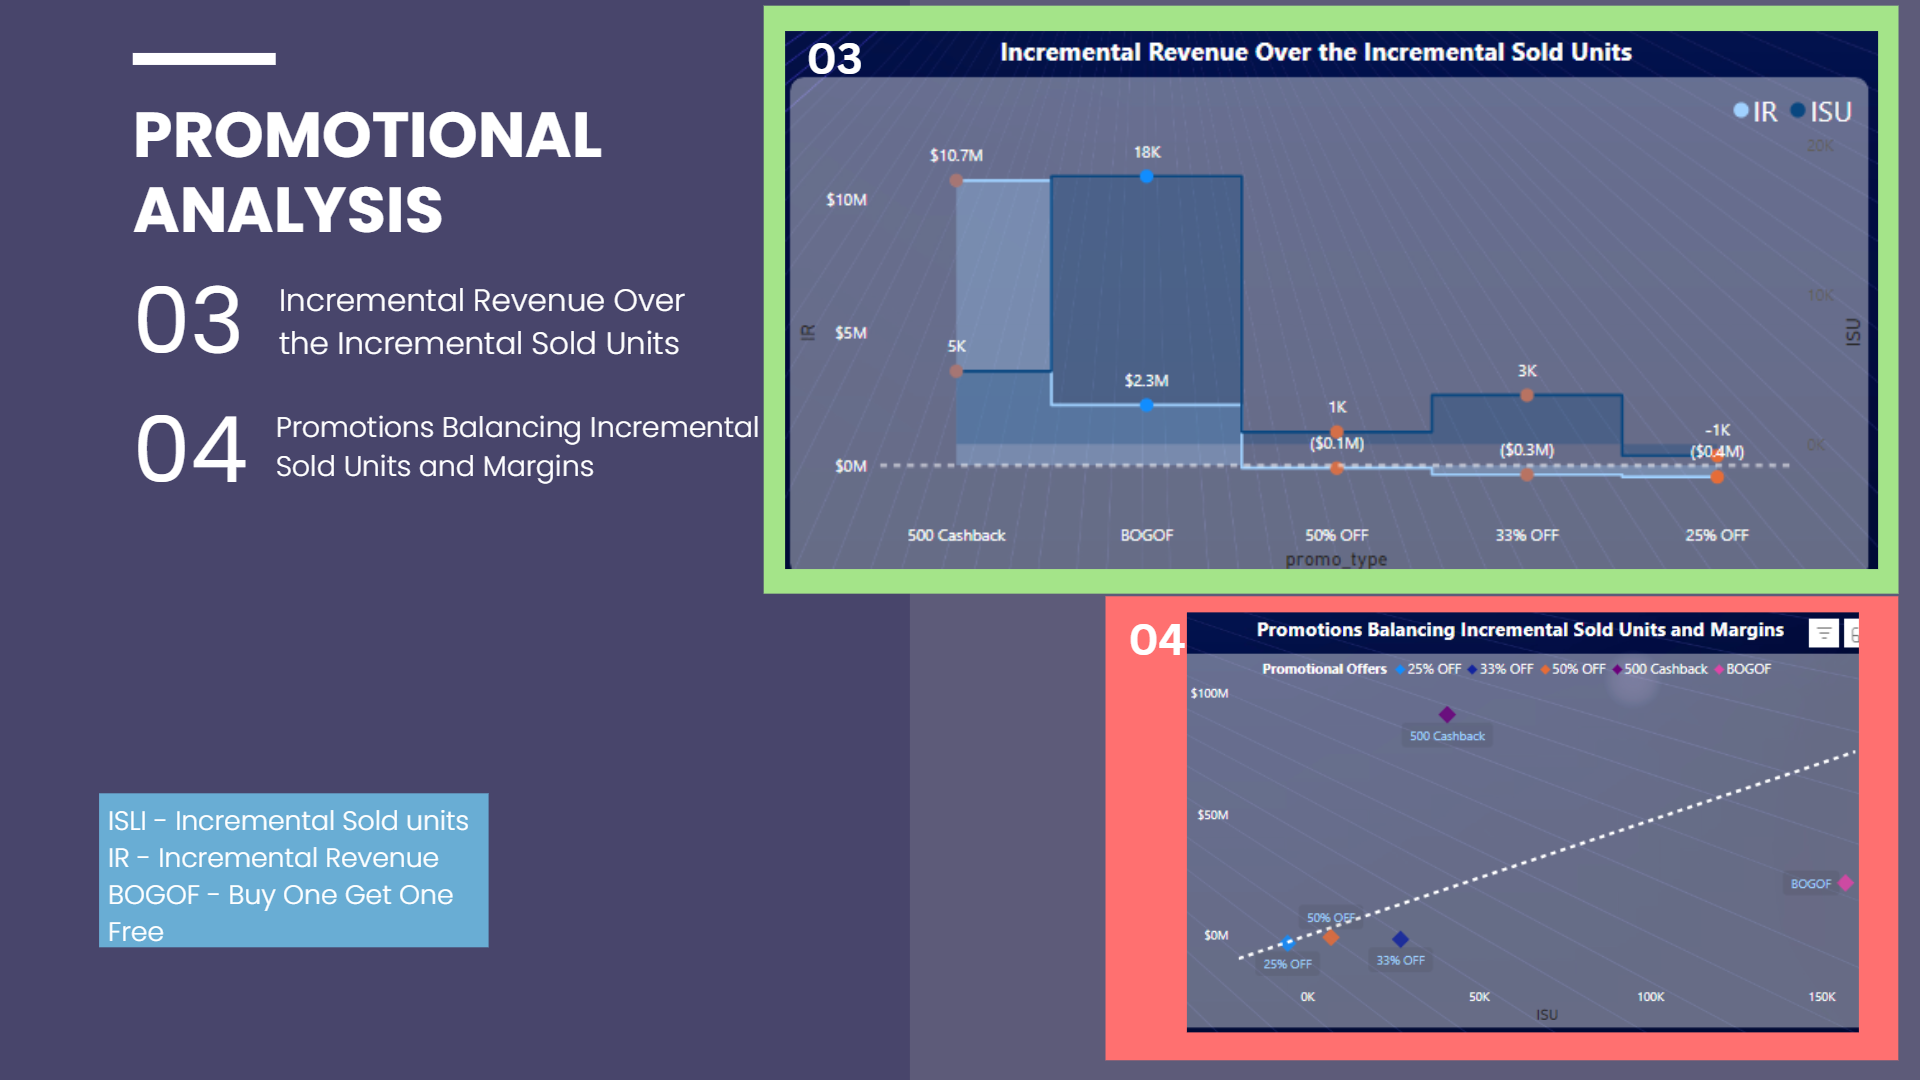 PROMOTIONAL
ANALYSIS
03
Incremental Revenue Over
the Incremental Sold Units
04
Promotions Balancing Incremental
Sold Units and Margins
ISLI - Incremental Sold units
IR - Incremental Revenue
BOGOF - Buy One Get One
Free
03
Incremental Revenue Over the Incremental Sold Units
IR ISU
20K
$10.7M
18K
$10M
10K
$5M
IR
ISU
5K
$2.3M
3K
1K
-1K
($0.1M)
($0.3M)
($0.4M)
0K
$0M
500 Cashback
BOGOF
50% OFF
33% OFF
25% OFF
promo_type
04
Promotions Balancing Incremental Sold Units and Margins
Promotional Offers 25% OFF 33% OFF 50% OFF 500 Cashback BOGOF
$100M
500 Cashback
$50M
BOGOF
50% OFF
$0M
25% OFF
33% OFF
0K
50K
100K
150K
ISU